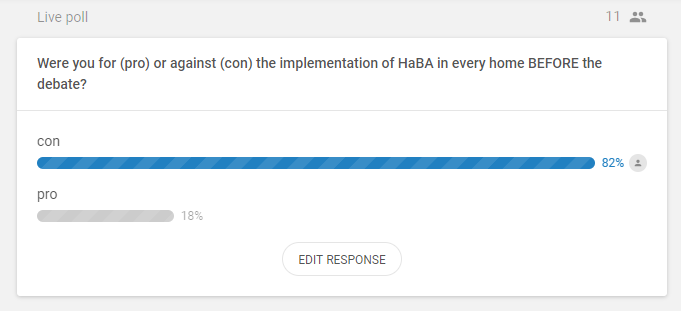 Live poll 11
Were you for (pro) or against (con) the implementation of HaBA in every home BEFORE the
debate?
con
82%
pro
18%
EDIT RESPONSE